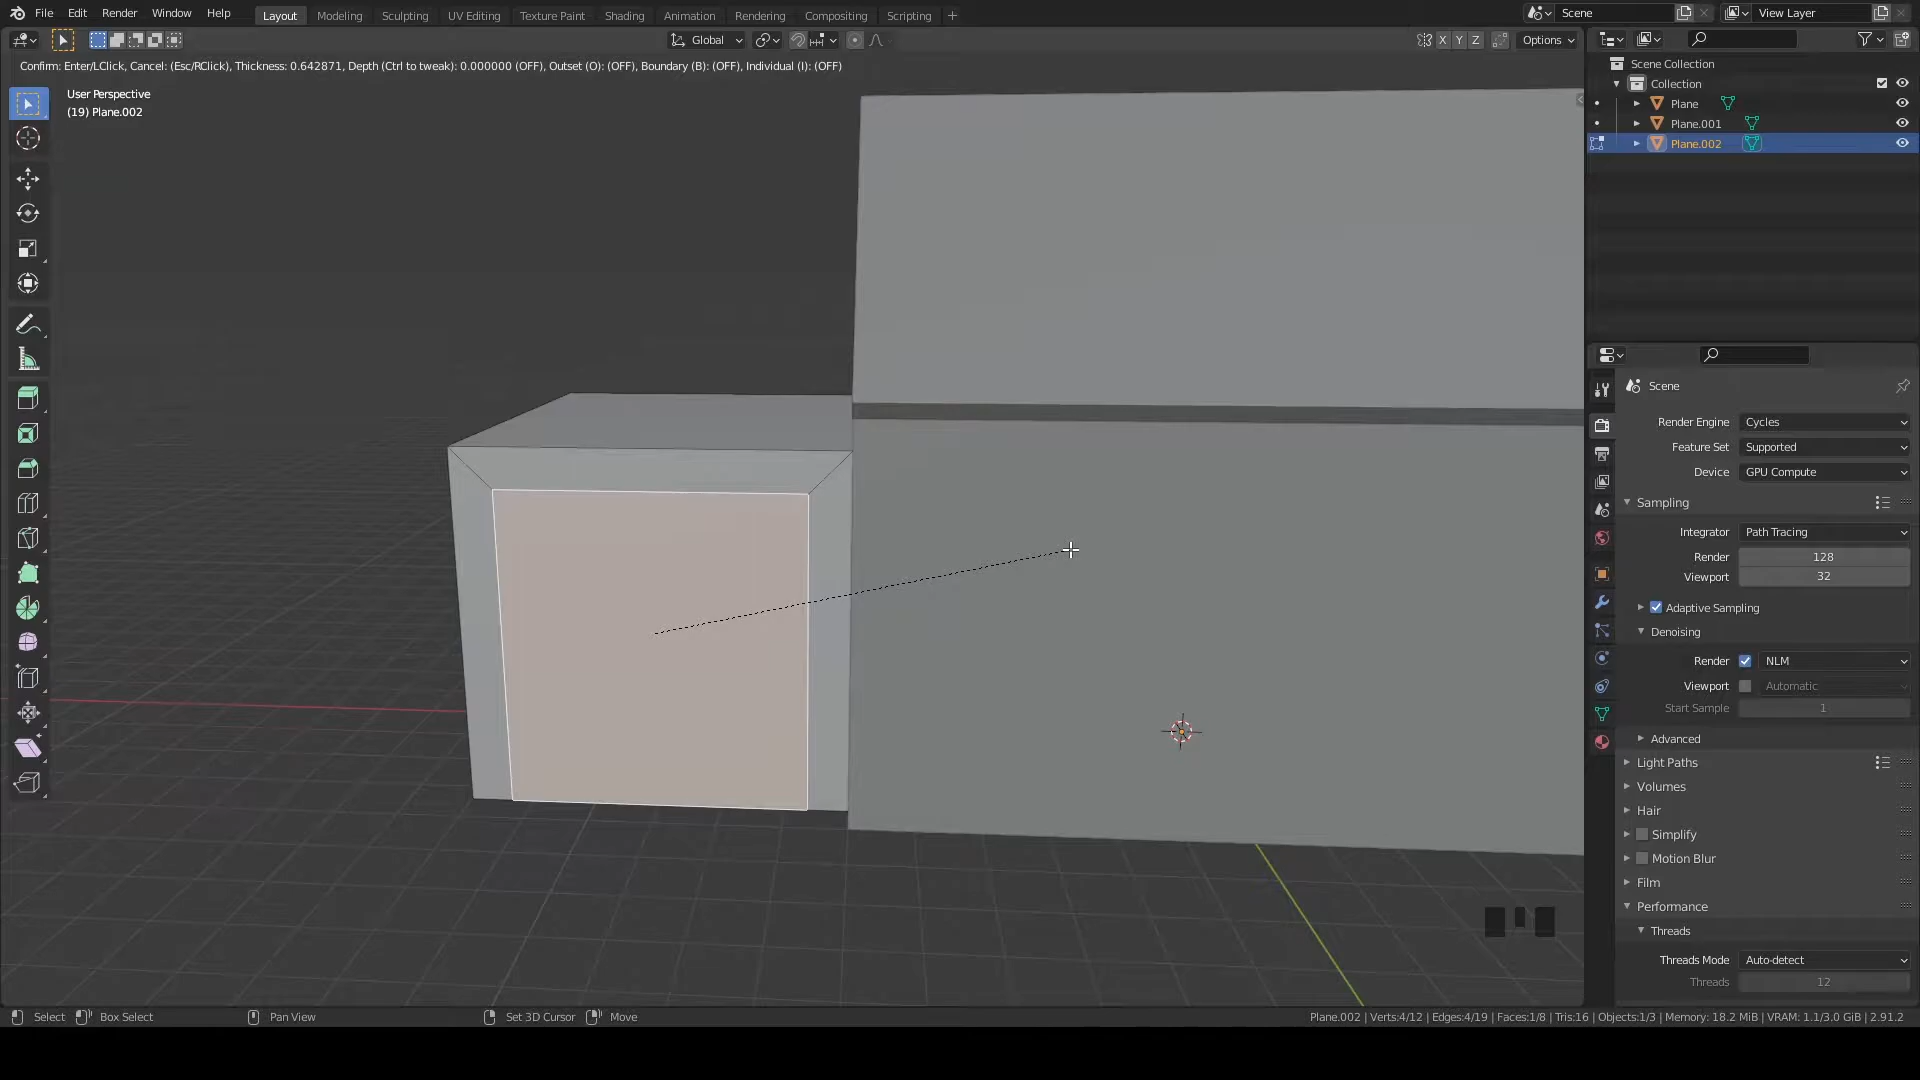 File Edit Render Window Help Layout Modeling Sculpting UV Editing Texture Paint Shading Animation Rendering Compositing Scripting + Scene View Layer
Global X Y Z Options
Confirm: Enter/LClick, Cancel: (Esc/RClick), Thickness: 0.642871, Depth (Ctrl to tweak): 0.000000 (OFF), Outset (O): (OFF), Boundary (B): (OFF), Individual (I): (OFF)
User Perspective
(19) Plane.002
Scene Collection
Collection
Plane
Plane.001
Plane.002
Scene
Render Engine Cycles
Feature Set Supported
Device GPU Compute
Sampling
Integrator Path Tracing
Render 128
Viewport 32
Adaptive Sampling
Denoising
Render NLM
Viewport Automatic
Start Sample 1
Advanced
Light Paths
Volumes
Hair
Simplify
Motion Blur
Film
Performance
Threads
Threads Mode Auto-detect
Threads 12
Select Box Select Pan View Set 3D Cursor Move Plane.002 | Verts:4/12 | Edges:4/19 | Faces:1/8 | Tris:16 | Objects:1/3 | Memory: 18.2 MiB | VRAM: 1.1/3.0 GiB | 2.91.2